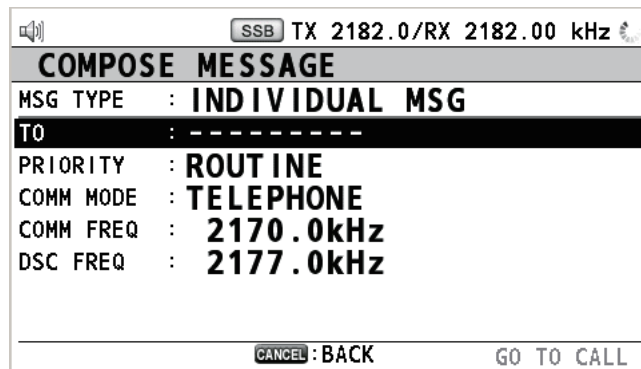 SSB TX 2182.0/RX 2182.00 kHz
COMPOSE MESSAGE
MSG TYPE : INDIVIDUAL MSG
TO : ---------
PRIORITY : ROUTINE
COMM MODE : TELEPHONE
COMM FREQ : 2170.0kHz
DSC FREQ : 2177.0kHz
CANCEL : BACK GO TO CALL